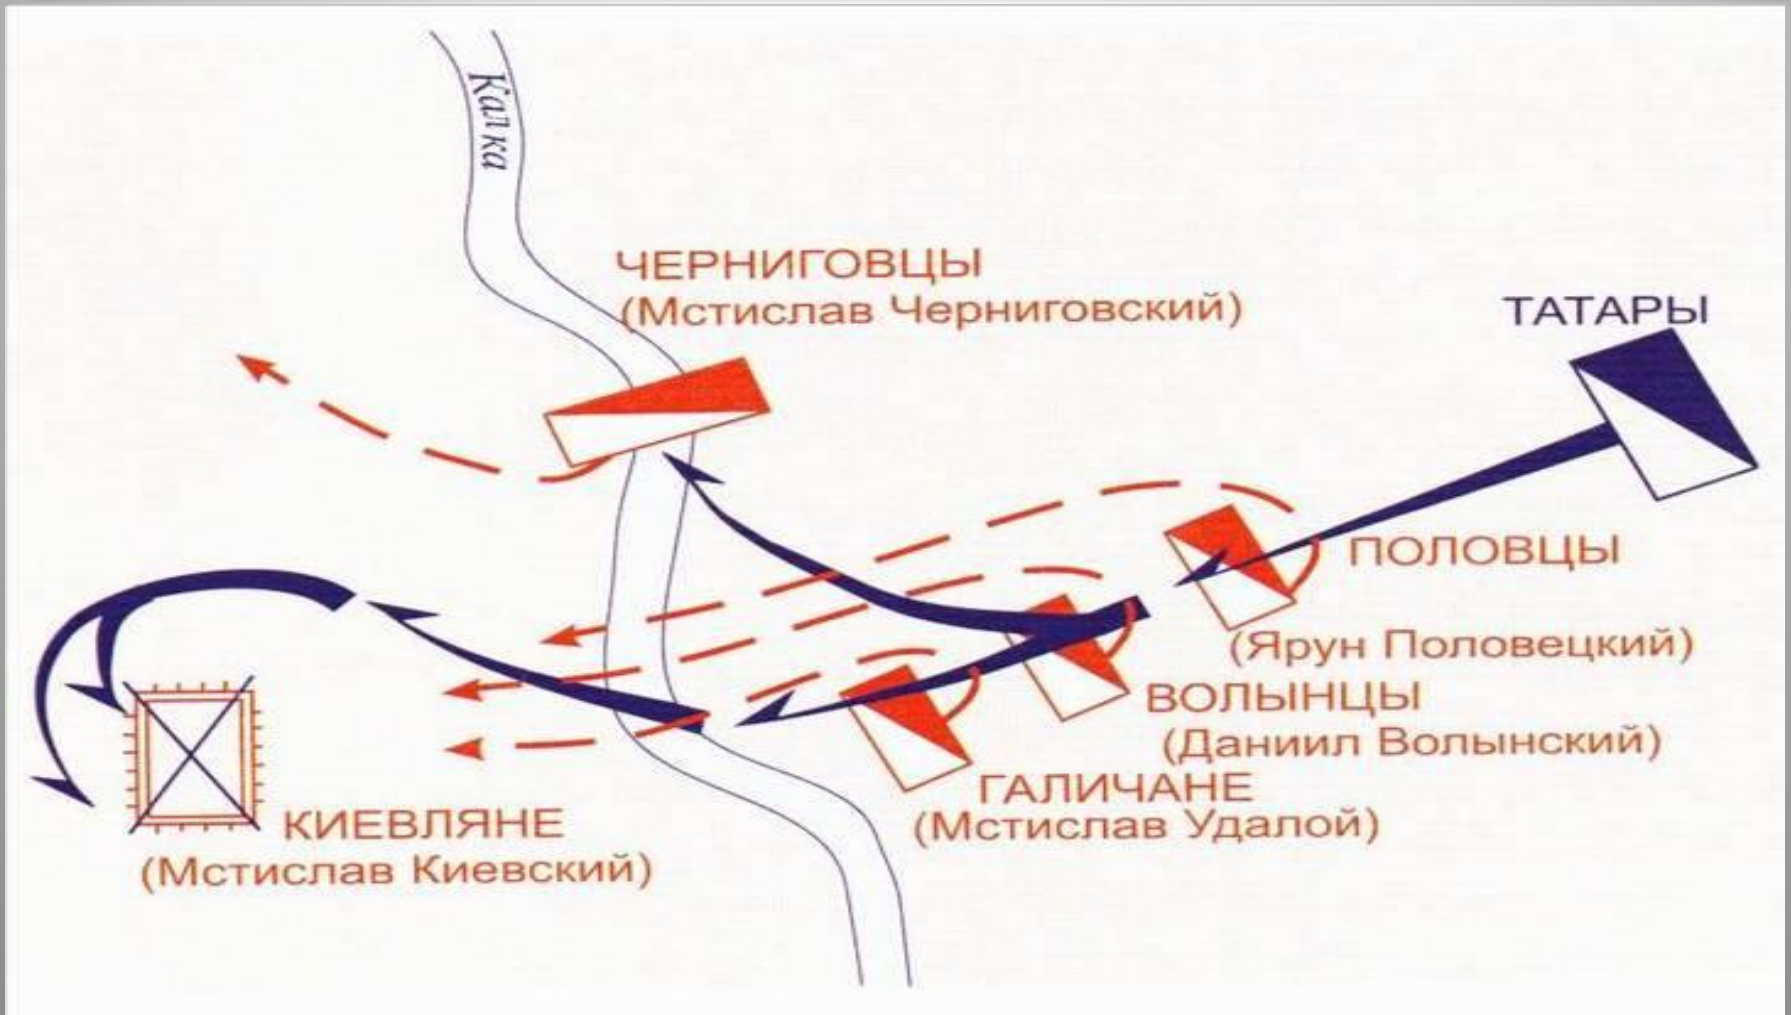 Калка
ЧЕРНИГОВЦЫ
(Мстислав Черниговский)
ТАТАРЫ
ПОЛОВЦЫ
(Ярун Половецкий)
ВОЛЫНЦЫ
(Даниил Волынский)
ГАЛИЧАНЕ
(Мстислав Удалой)
КИЕВЛЯНЕ
(Мстислав Киевский)